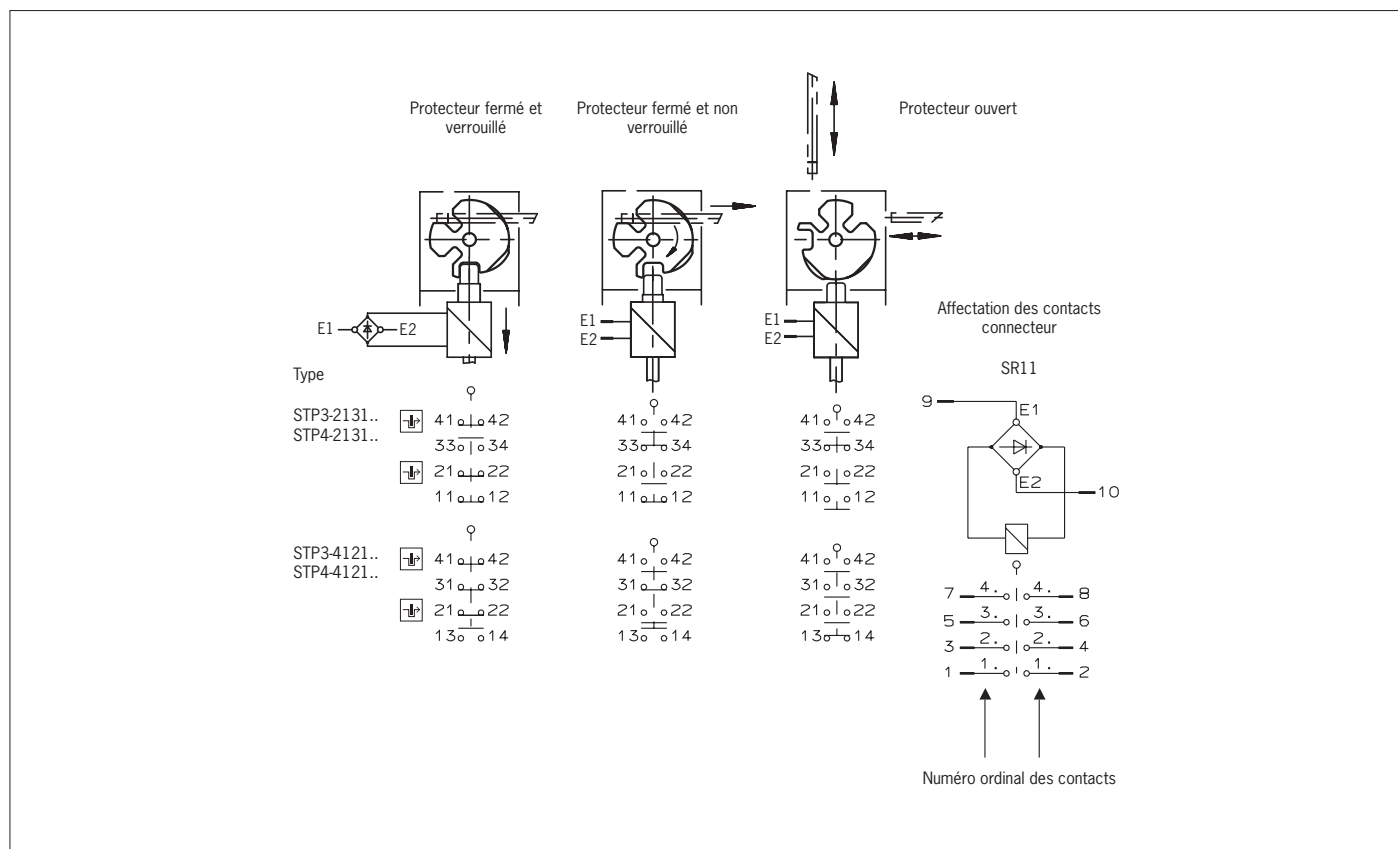 Protecteur fermé et
verrouillé
Protecteur fermé et non
verrouillé
Protecteur ouvert
E1
E2
E1
E2
E1
E2
Affectation des contacts
connecteur
SR11
9
E1
E2
10
Type
STP3-2131..
STP4-2131..
41 42
33 34
21 22
11 12
41 42
33 34
21 22
11 12
41 42
33 34
21 22
11 12
STP3-4121..
STP4-4121..
41 42
31 32
21 22
13 14
41 42
31 32
21 22
13 14
41 42
31 32
21 22
13 14
7 4. 4. 8
5 3. 3. 6
3 2. 2. 4
1 1. 1. 2
Numéro ordinal des contacts